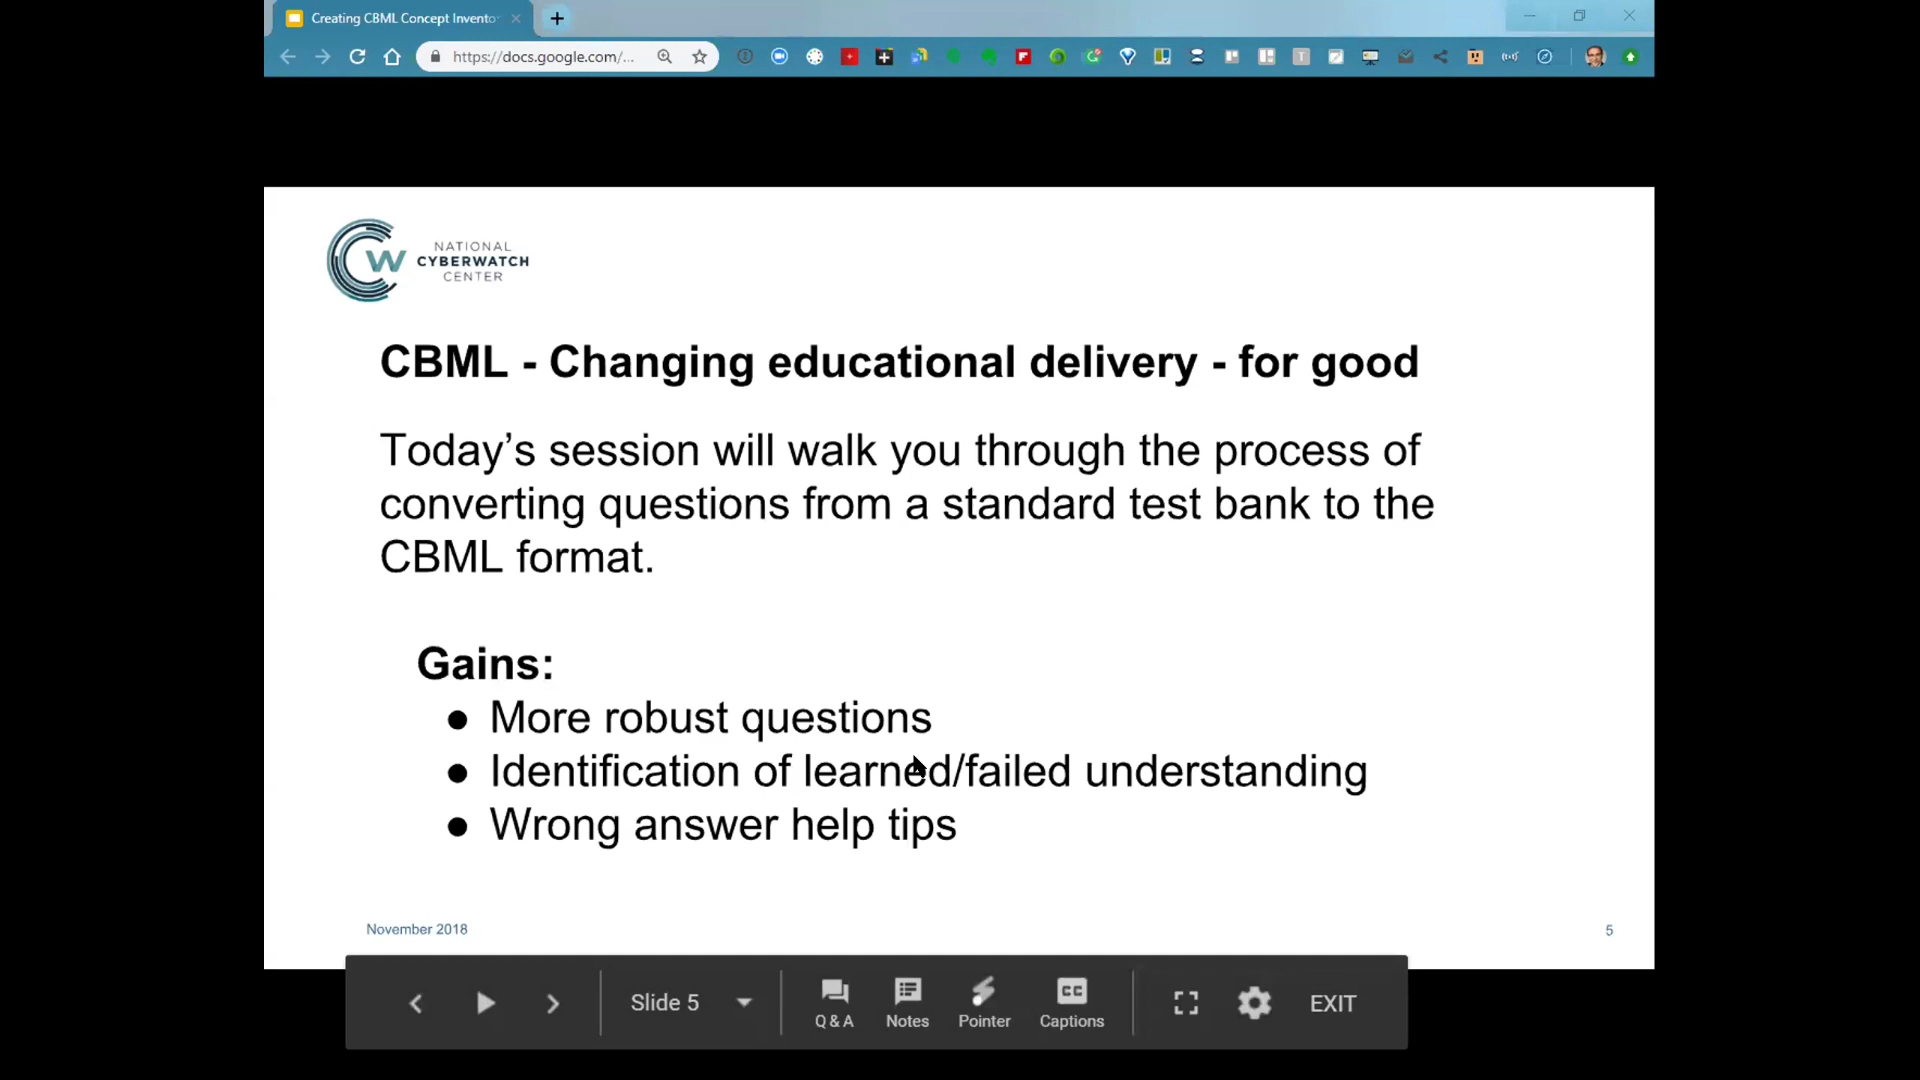 Creating CBML Concept Invento
https://docs.google.com/...
NATIONAL
CYBERWATCH
CENTER
CBML - Changing educational delivery - for good
Today’s session will walk you through the process of
converting questions from a standard test bank to the
CBML format.
Gains:
● More robust questions
● Identification of learned/failed understanding
● Wrong answer help tips
November 2018
5
Slide 5
Q & A
Notes
Pointer
CC
Captions
EXIT